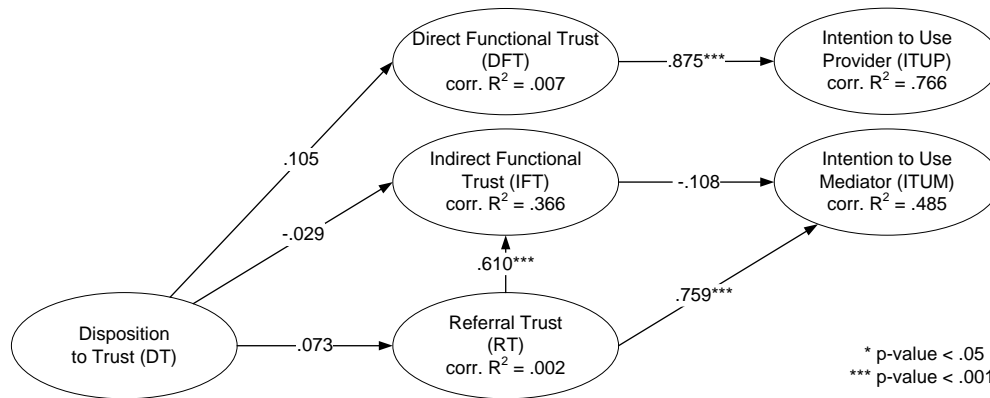 Direct Functional Trust
(DFT)
corr. R² = .007
.875***
Intention to Use
Provider (ITUP)
corr. R² = .766
.105
Indirect Functional
Trust (IFT)
corr. R² = .366
-.108
Intention to Use
Mediator (ITUM)
corr. R² = .485
-.029
.610***
.759***
Disposition
to Trust (DT)
.073
Referral Trust
(RT)
corr. R² = .002
* p-value < .05
*** p-value < .001